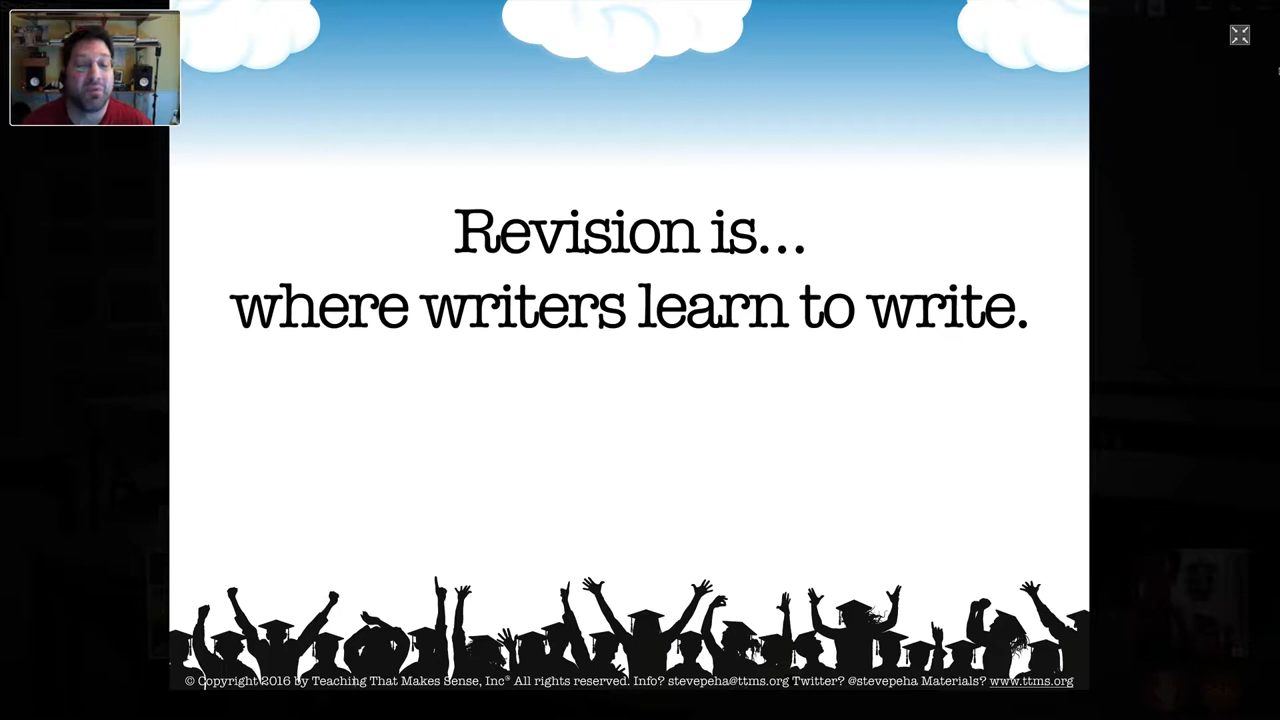 Revision is...
where writers learn to write.
© Copyright 2016 by Teaching That Makes Sense, Inc® All rights reserved. Info? stevepeha@ttms.org Twitter? @stevepeha Materials? www.ttms.org